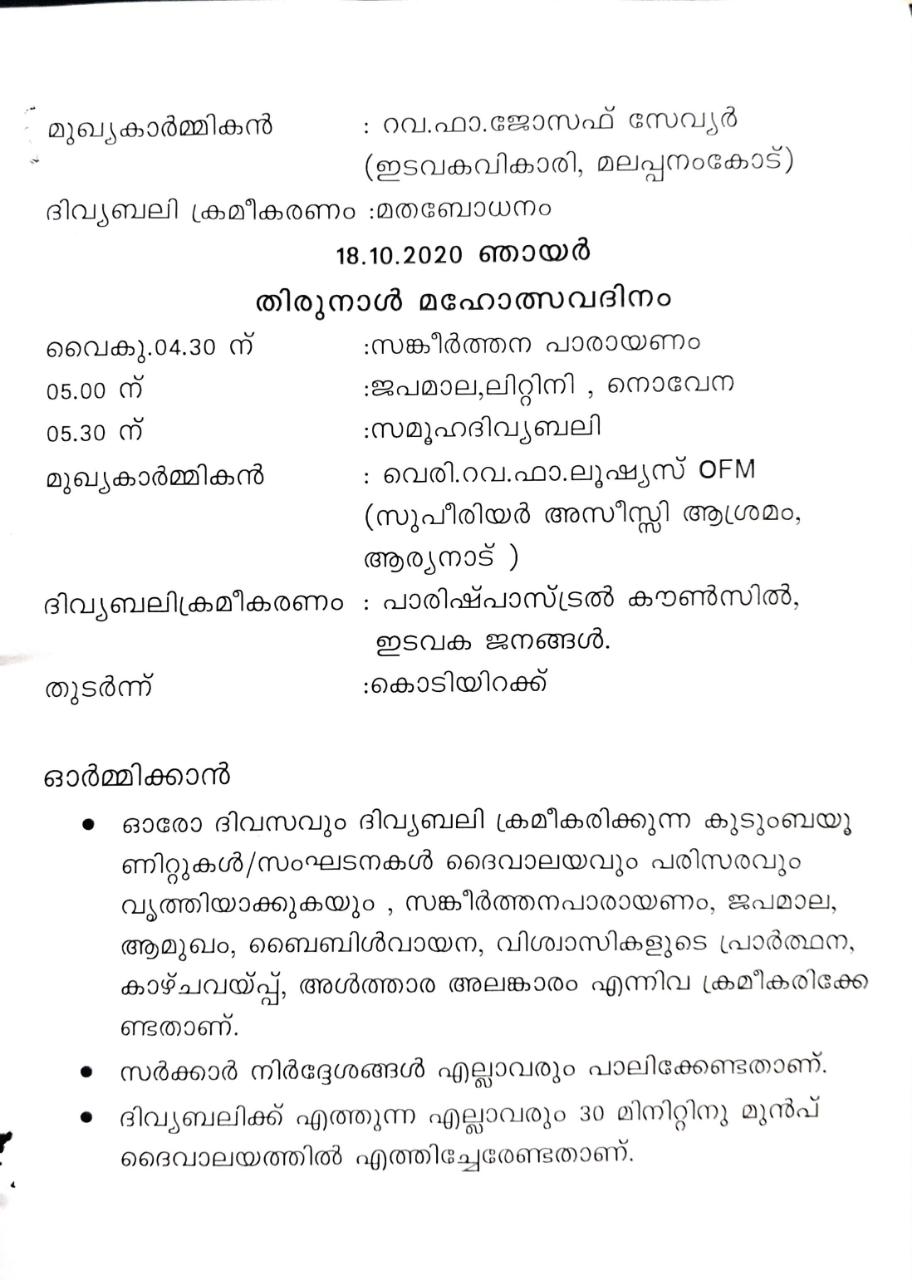 മുഖ്യകാർമ്മികൻ : റവ.ഫാ.ജോസഫ് സേവ്യർ
(ഇടവകവികാരി, മലപ്പനംകോട്)
ദിവ്യബലി ക്രമീകരണം :മതബോധനം
18.10.2020 ഞായർ
തിരുനാൾ മഹോത്സവദിനം
വൈകു.04.30 ന് :സങ്കീർത്തന പാരായണം
05.00 ന് :ജപമാല,ലിറ്റിനി , നൊവേന
05.30 ന് :സമൂഹദിവ്യബലി
മുഖ്യകാർമ്മികൻ : വെരി.റവ.ഫാ.ലൂഷ്യസ് OFM
(സുപീരിയർ അസീസ്സി ആശ്രമം,
ആര്യനാട് )
ദിവ്യബലിക്രമീകരണം : പാരിഷ്പാസ്ട്രൽ കൗൺസിൽ,
ഇടവക ജനങ്ങൾ.
തുടർന്ന് :കൊടിയിറക്ക്
ഓർമ്മിക്കാൻ
• ഓരോ ദിവസവും ദിവ്യബലി ക്രമീകരിക്കുന്ന കുടുംബയൂ
ണിറ്റുകൾ/സംഘടനകൾ ദൈവാലയവും പരിസരവും
വൃത്തിയാക്കുകയും , സങ്കീർത്തനപാരായണം, ജപമാല,
ആമുഖം, ബൈബിൾവായന, വിശ്വാസികളുടെ പ്രാർത്ഥന,
കാഴ്ചവയ്പ്പ്, അൾത്താര അലങ്കാരം എന്നിവ ക്രമീകരിക്കേ
ണ്ടതാണ്.
• സർക്കാർ നിർദ്ദേശങ്ങൾ എല്ലാവരും പാലിക്കേണ്ടതാണ്.
• ദിവ്യബലിക്ക് എത്തുന്ന എല്ലാവരും 30 മിനിറ്റിനു മുൻപ്
ദൈവാലയത്തിൽ എത്തിച്ചേരേണ്ടതാണ്.